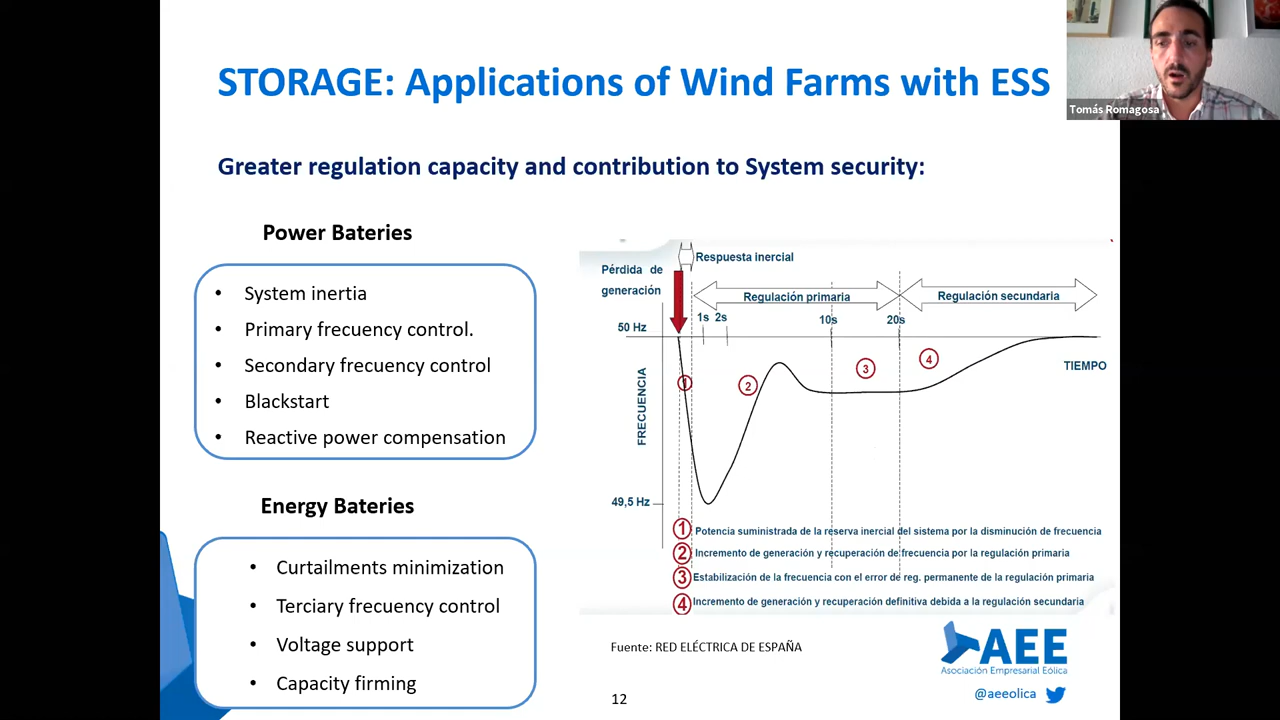 STORAGE: Applications of Wind Farms with ESS
Tomás Romagosa
Greater regulation capacity and contribution to System security:
Power Bateries
• System inertia
• Primary frecuency control.
• Secondary frecuency control
• Blackstart
• Reactive power compensation
Energy Bateries
• Curtailments minimization
• Terciary frecuency control
• Voltage support
• Capacity firming
Respuesta inercial
Pérdida de
generación
Regulación primaria
Regulación secundaria
1s 2s
10s
20s
50 Hz
TIEMPO
FRECUENCIA
1
2
3
4
49,5 Hz
1 Potencia suministrada de la reserva inercial del sistema por la disminución de frecuencia
2 Incremento de generación y recuperación de frecuencia por la regulación primaria
3 Estabilización de la frecuencia con el error de reg. permanente de la regulación primaria
4 Incremento de generación y recuperación definitiva debida a la regulación secundaria
Fuente: RED ELÉCTRICA DE ESPAÑA
AEE
Asociación Empresarial Eólica
@aeeolica
12